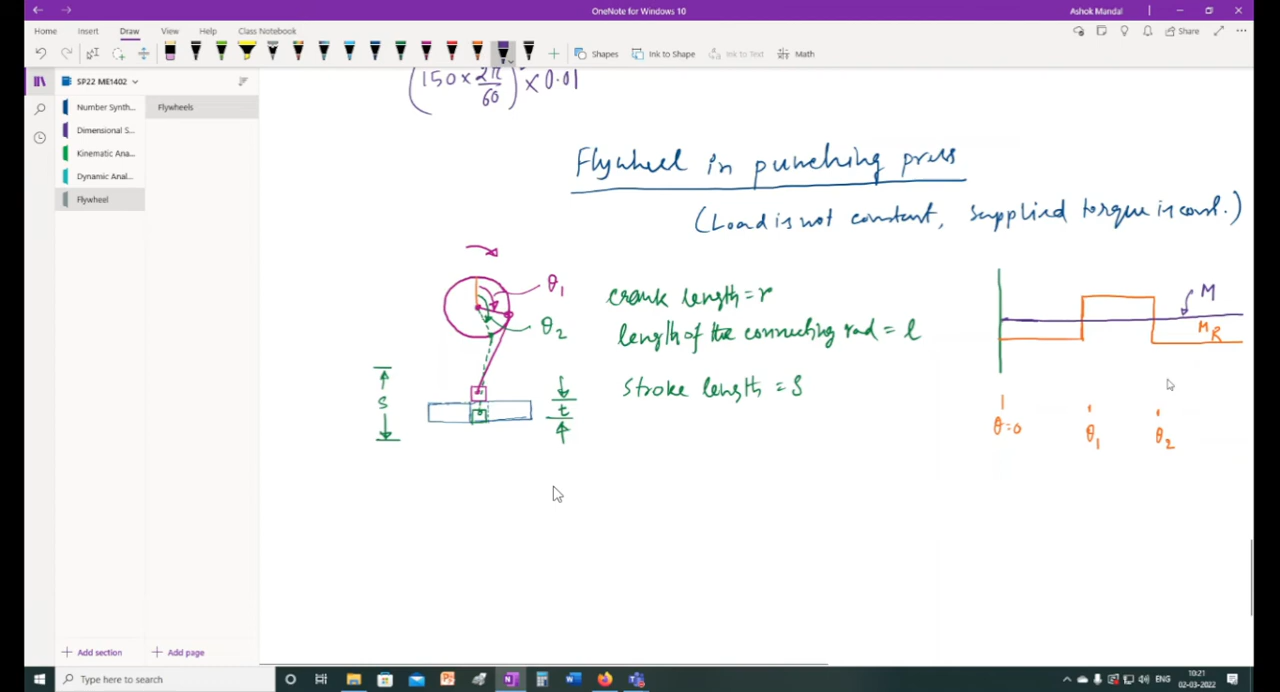 OneNote for Windows 10
Ashok Mandal
Home Insert Draw View Help Class Notebook
Share
Shapes Ink to Shape Ink to Text Math
SP22 ME1402
Number Synth...
Dimensional S...
Kinematic Ana...
Dynamic Anal...
Flywheel
Flywheels
(150 × 2π/60)² × 0.01
Flywheel in punching press
(Load is not constant, supplied torque is const.)
θ1
θ2
S
t
crank length = r
length of the connecting rod = l
Stroke length = S
M
MR
θ=0
θ1
θ2
Add section
Add page
Type here to search
ENG
10:21
02-03-2022